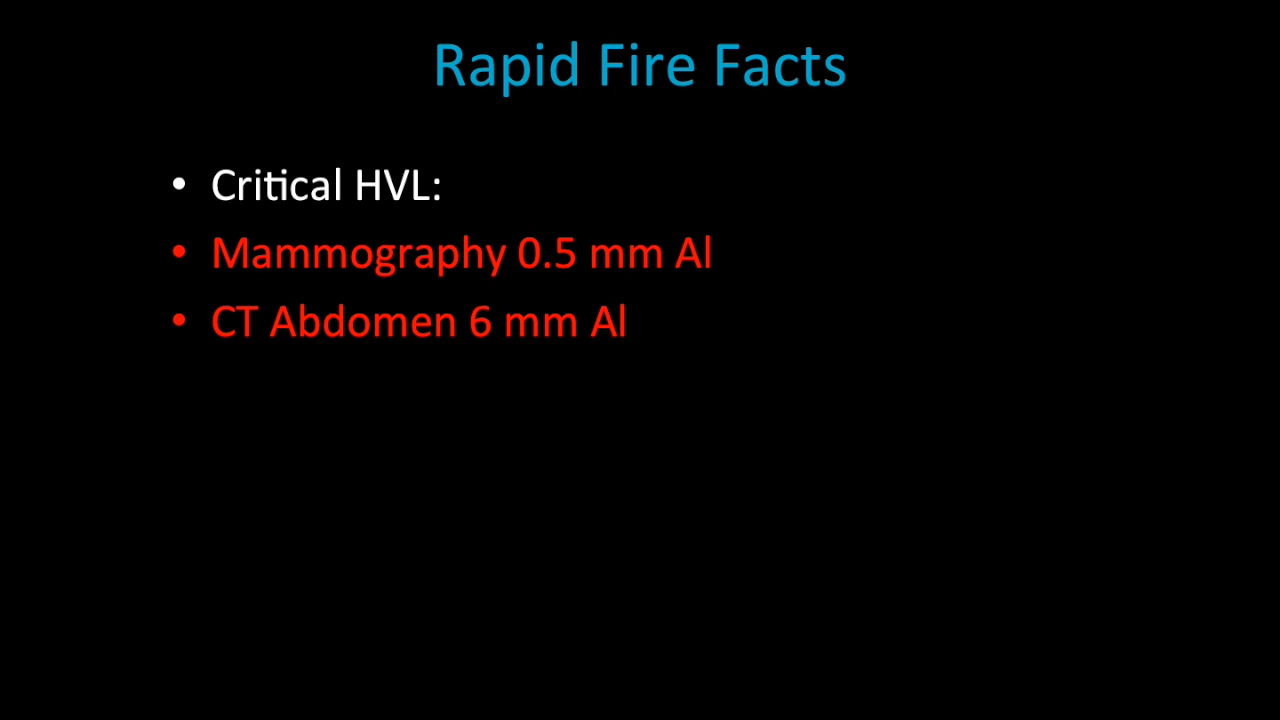 Rapid Fire Facts
• Critical HVL:
• Mammography 0.5 mm Al
• CT Abdomen 6 mm Al